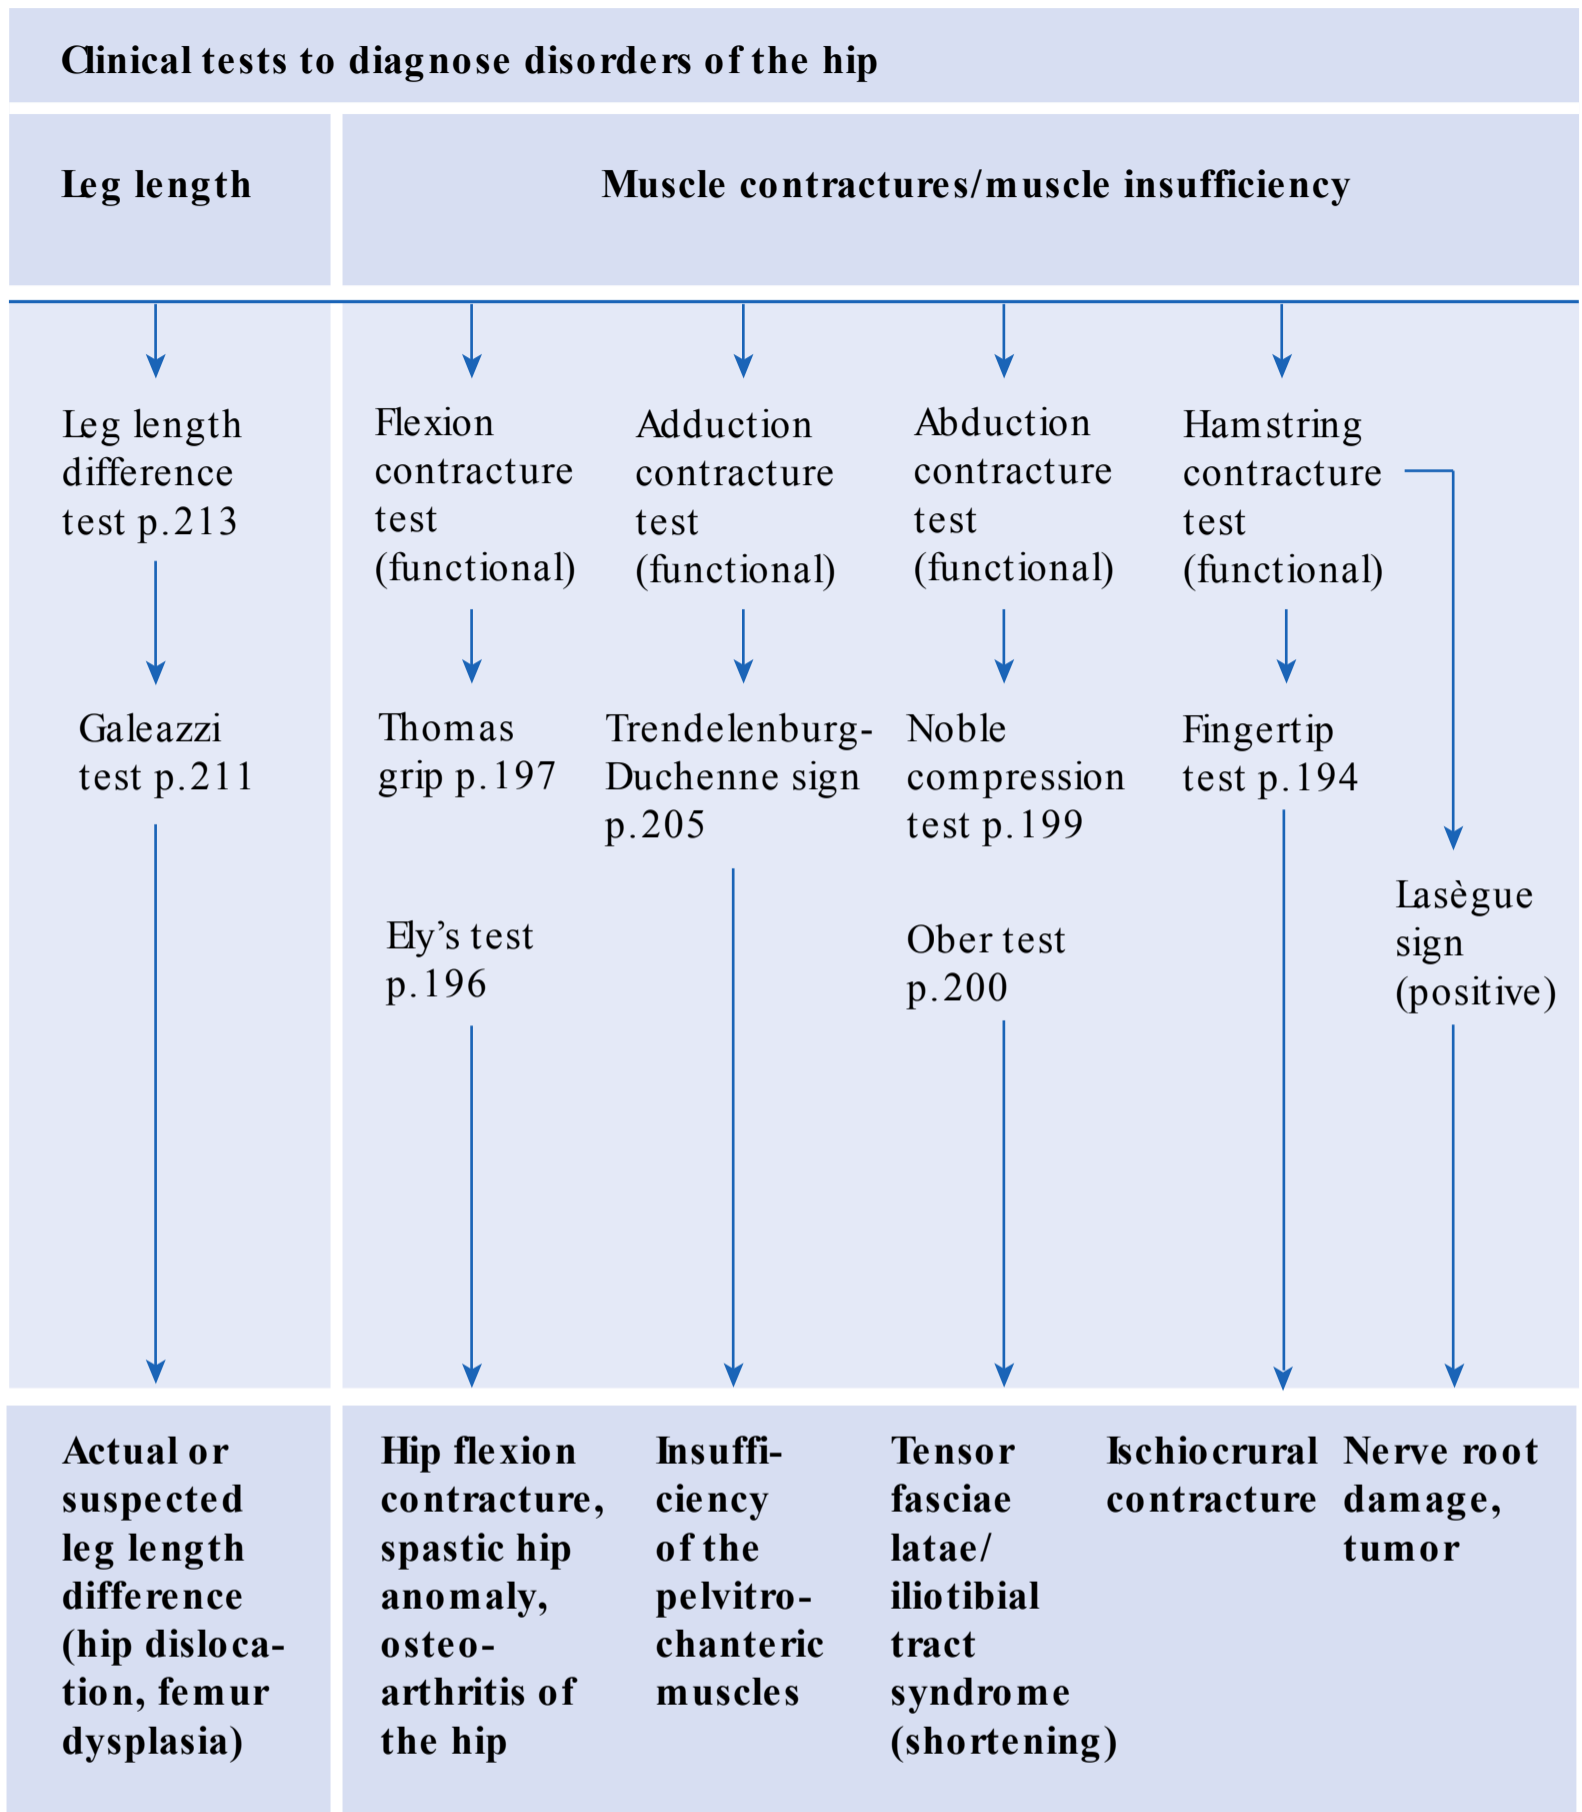 Clinical tests to diagnose disorders of the hip
Leg length
Muscle contractures/muscle insufficiency
Leg length
difference
test p.213
Galeazzi
test p.211
Flexion
contracture
test
(functional)
Thomas
grip p.197
Ely’s test
p.196
Adduction
contracture
test
(functional)
Trendelenburg-
Duchenne sign
p.205
Abduction
contracture
test
(functional)
Noble
compression
test p.199
Ober test
p.200
Hamstring
contracture
test
(functional)
Fingertip
test p.194
Lasègue
sign
(positive)
Actual or
suspected
leg length
difference
(hip disloca-
tion, femur
dysplasia)
Hip flexion
contracture,
spastic hip
anomaly,
osteo-
arthritis of
the hip
Insuffi-
ciency
of the
pelvitro-
chanteric
muscles
Tensor
fasciae
latae/
iliotibial
tract
syndrome
(shortening)
Ischiocrural
contracture
Nerve root
damage,
tumor